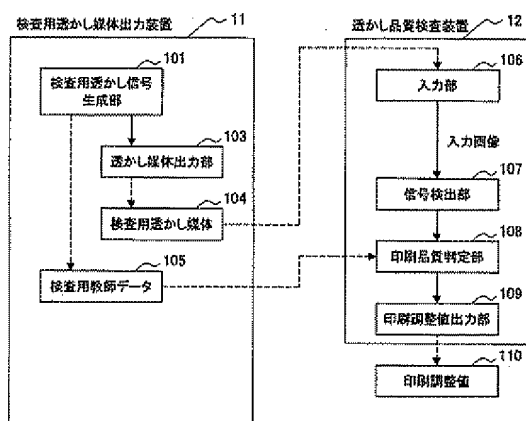 検査用透かし媒体出力装置
11
101
検査用透かし信号
生成部
103
透かし媒体出力部
104
検査用透かし媒体
105
検査用教師データ
透かし品質検査装置
12
106
入力部
入力画像
107
信号検出部
108
印刷品質判定部
109
印刷調整値出力部
110
印刷調整値